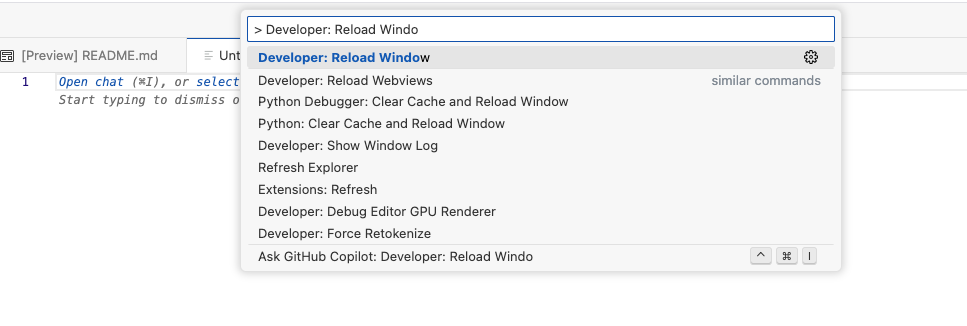 > Developer: Reload Windo
[Preview] README.md
Unt
Developer: Reload Window
1 Open chat (⌘I), or select
Developer: Reload Webviews similar commands
Start typing to dismiss o
Python Debugger: Clear Cache and Reload Window
Python: Clear Cache and Reload Window
Developer: Show Window Log
Refresh Explorer
Extensions: Refresh
Developer: Debug Editor GPU Renderer
Developer: Force Retokenize
Ask GitHub Copilot: Developer: Reload Windo ^ ⌘ I